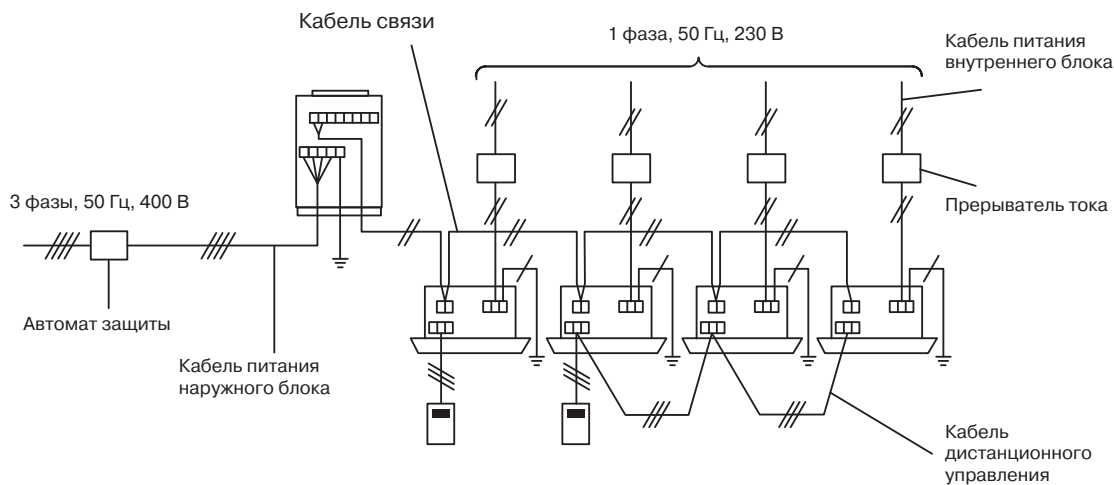 Кабель связи
1 фаза, 50 Гц, 230 В
Кабель питания
внутреннего блока
3 фазы, 50 Гц, 400 В
Прерыватель тока
Автомат защиты
Кабель питания
наружного блока
Кабель
дистанционного
управления